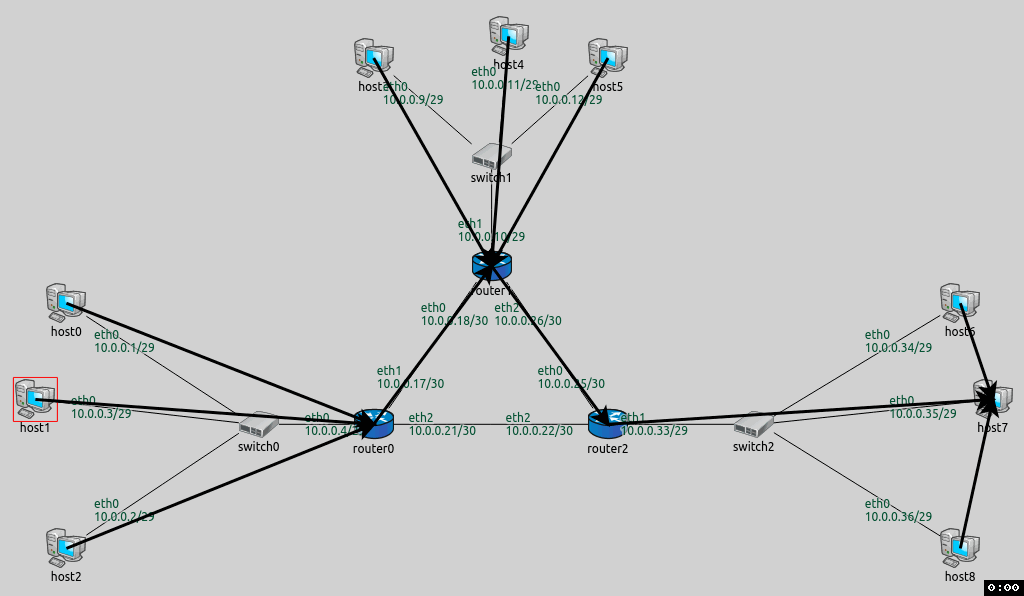 host4
eth0
10.0.0.11/29
host
eth0
10.0.0.9/29
eth0
10.0.0.12/29
host5
switch1
eth1
10.0.0.10/29
router1
eth0
10.0.0.18/30
eth2
10.0.0.26/30
host0
eth0
10.0.0.1/29
host6
eth0
10.0.0.34/29
eth1
10.0.0.17/30
eth0
10.0.0.25/30
host1
eth0
10.0.0.3/29
eth0
10.0.0.4/
eth2
10.0.0.21/30
eth2
10.0.0.22/30
eth1
10.0.0.33/29
eth0
10.0.0.35/29
host7
switch0
router0
router2
switch2
eth0
10.0.0.2/29
eth0
10.0.0.36/29
host2
host8
0:00